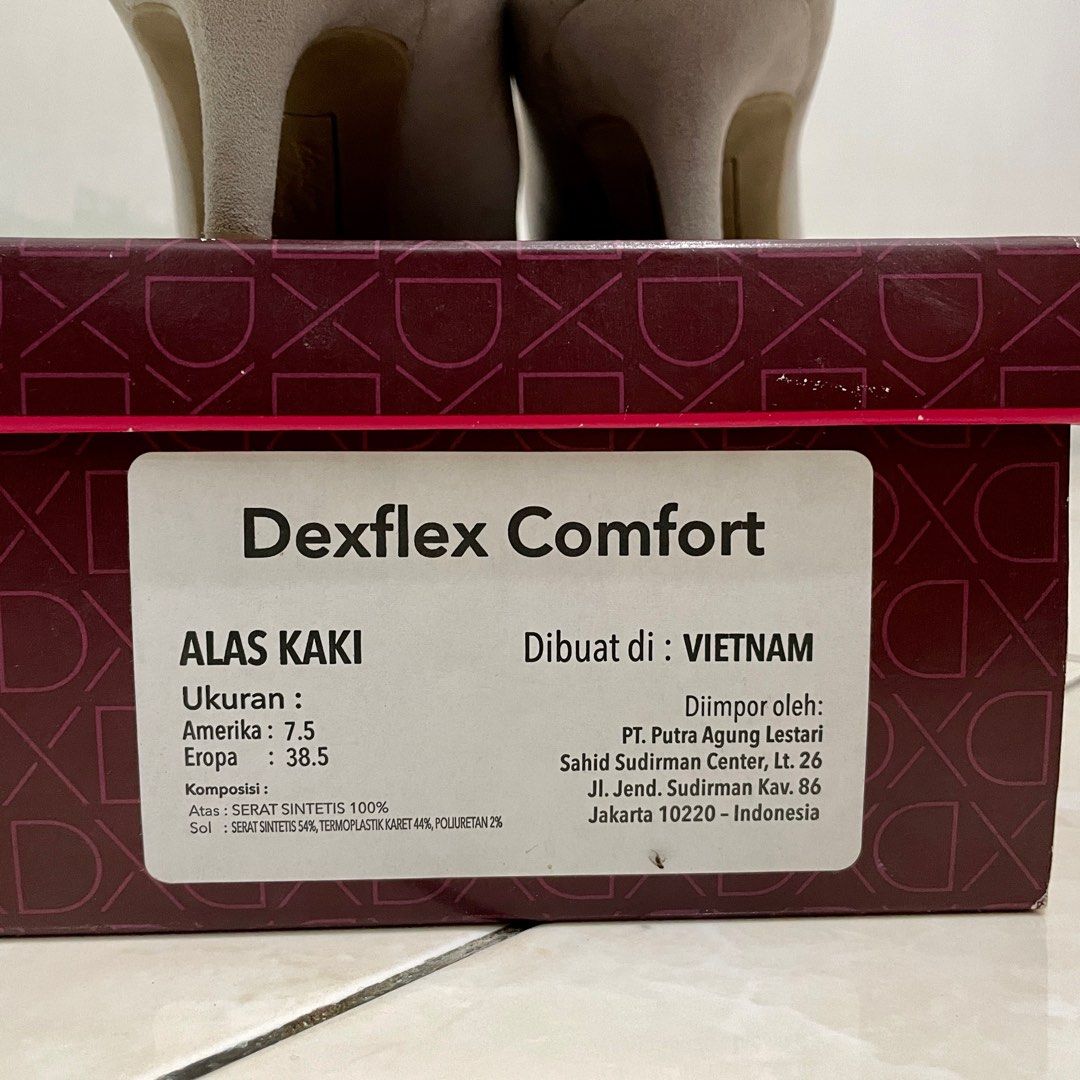 Dexflex Comfort
ALAS KAKI
Ukuran :
Amerika : 7.5
Eropa : 38.5
Komposisi :
Atas : SERAT SINTETIS 100%
Sol : SERAT SINTETIS 54%, TERMOPLASTIK KARET 44%, POLIURETAN 2%
Dibuat di : VIETNAM
Diimpor oleh:
PT. Putra Agung Lestari
Sahid Sudirman Center, Lt. 26
Jl. Jend. Sudirman Kav. 86
Jakarta 10220 – Indonesia